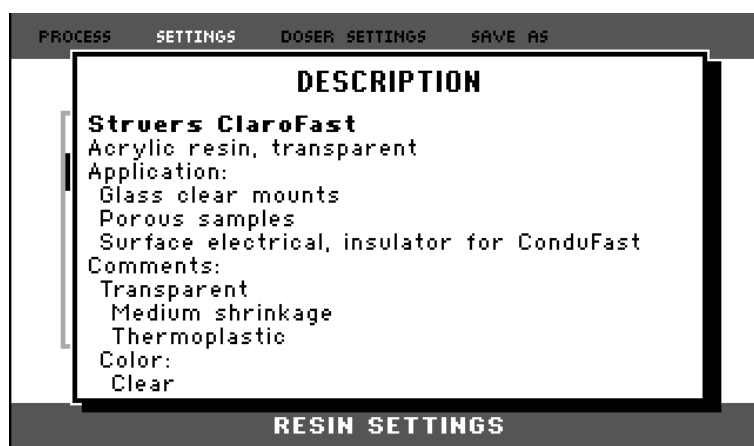 PROCESS SETTINGS DOSER SETTINGS SAVE AS
DESCRIPTION
Struers ClaroFast
Acrylic resin, transparent
Application:
Glass clear mounts
Porous samples
Surface electrical, insulator for ConduFast
Comments:
Transparent
Medium shrinkage
Thermoplastic
Color:
Clear
RESIN SETTINGS